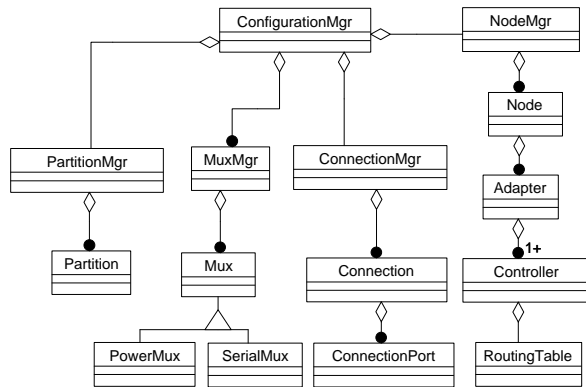 ConfigurationMgr
NodeMgr
Node
PartitionMgr
MuxMgr
ConnectionMgr
Adapter
1+
Partition
Mux
Connection
Controller
PowerMux
SerialMux
ConnectionPort
RoutingTable